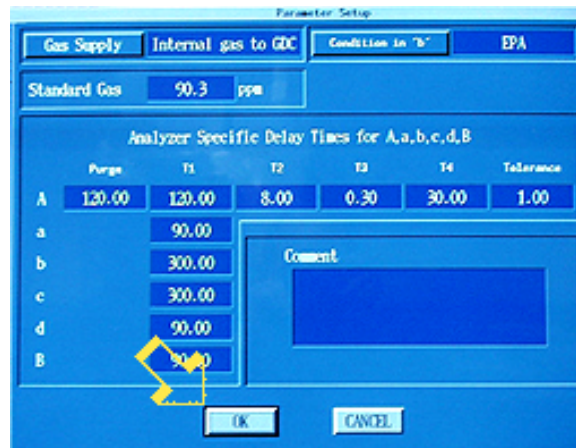 Parameter Setup
Gas Supply Internal gas to GDC Condition in "b" EPA
Standard Gas 90.3 ppm
Analyzer Specific Delay Times for A,a,b,c,d,B
Purge T1 T2 T3 T4 Tolerance
A 120.00 120.00 8.00 0.30 30.00 1.00
a 90.00
b 300.00
c 300.00
d 90.00
B 90.00
Comment
OK CANCEL